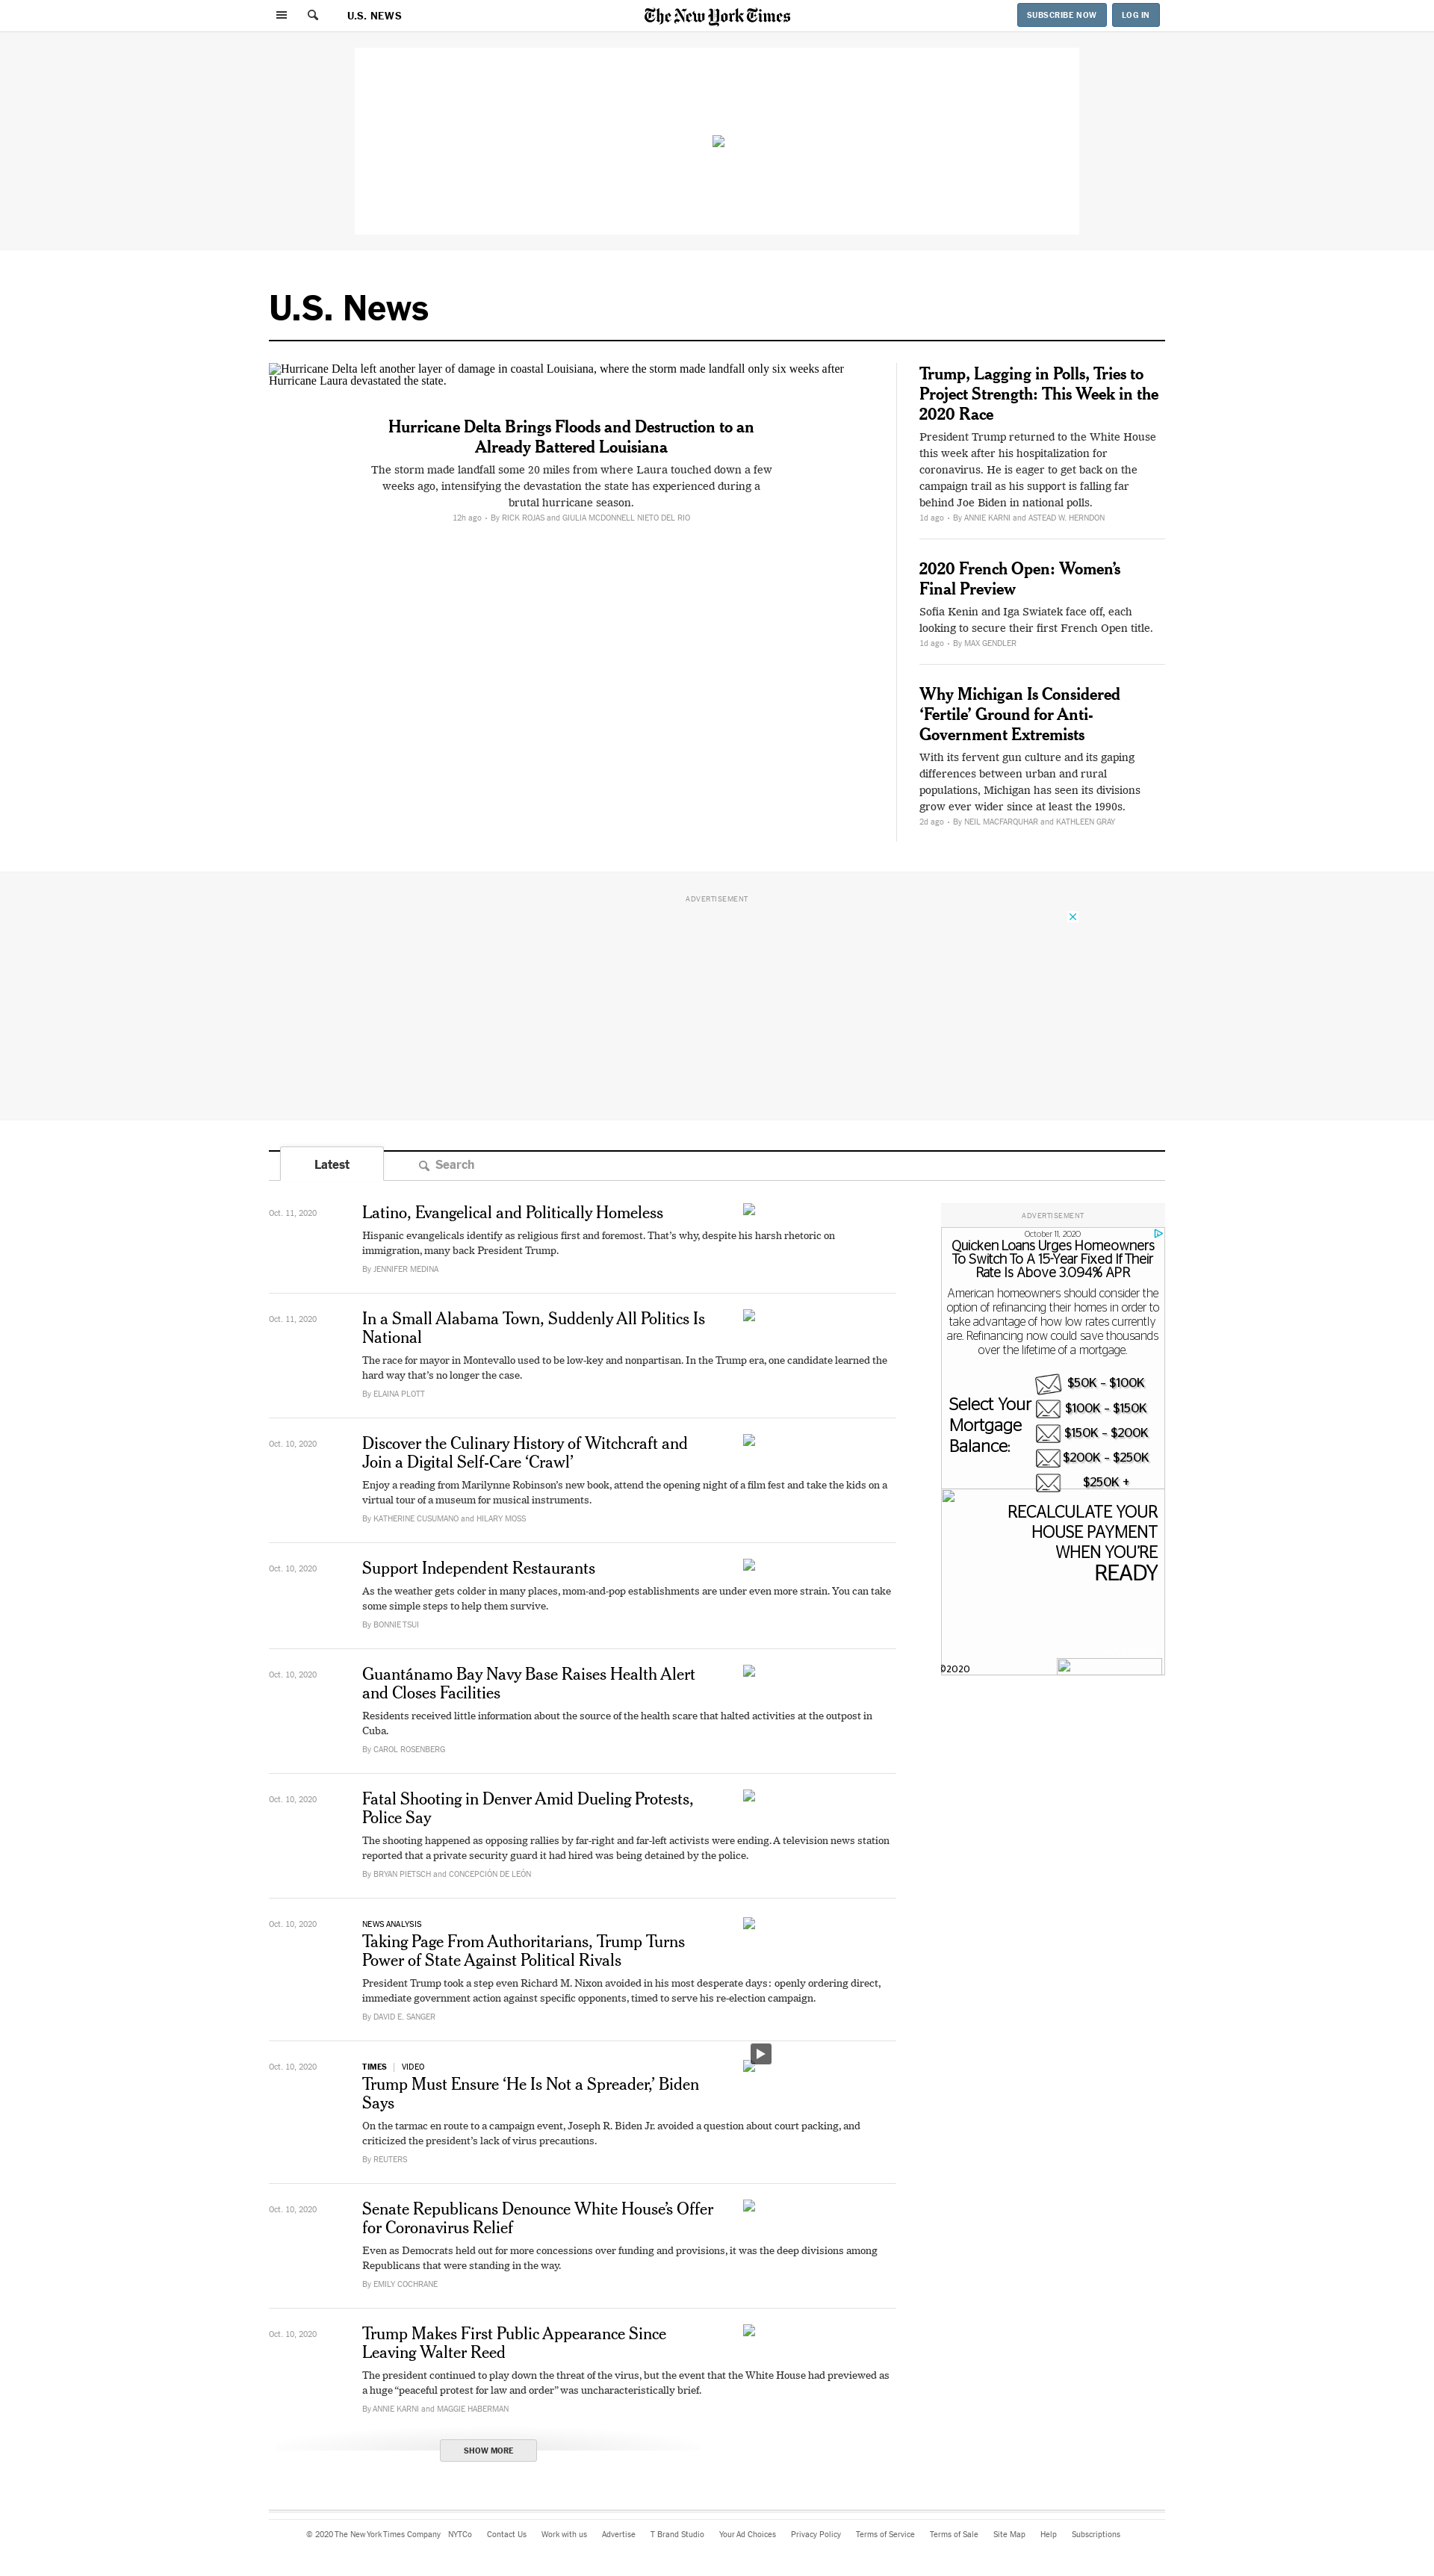 U.S. NEWS
The New York Times
SUBSCRIBE NOW
LOG IN
U.S. News
Hurricane Delta left another layer of damage in coastal Louisiana, where the storm made landfall only six weeks after
Hurricane Laura devastated the state.
Hurricane Delta Brings Floods and Destruction to an
Already Battered Louisiana
The storm made landfall some 20 miles from where Laura touched down a few
weeks ago, intensifying the devastation the state has experienced during a
brutal hurricane season.
12h ago • By RICK ROJAS and GIULIA MCDONNELL NIETO DEL RIO
Trump, Lagging in Polls, Tries to
Project Strength: This Week in the
2020 Race
President Trump returned to the White House
this week after his hospitalization for
coronavirus. He is eager to get back on the
campaign trail as his support is falling far
behind Joe Biden in national polls.
1d ago • By ANNIE KARNI and ASTEAD W. HERNDON
2020 French Open: Women’s
Final Preview
Sofia Kenin and Iga Swiatek face off, each
looking to secure their first French Open title.
1d ago • By MAX GENDLER
Why Michigan Is Considered
‘Fertile’ Ground for Anti-
Government Extremists
With its fervent gun culture and its gaping
differences between urban and rural
populations, Michigan has seen its divisions
grow ever wider since at least the 1990s.
2d ago • By NEIL MACFARQUHAR and KATHLEEN GRAY
ADVERTISEMENT
Latest
Search
Oct. 11, 2020
Latino, Evangelical and Politically Homeless
Hispanic evangelicals identify as religious first and foremost. That’s why, despite his harsh rhetoric on
immigration, many back President Trump.
By JENNIFER MEDINA
Oct. 11, 2020
In a Small Alabama Town, Suddenly All Politics Is
National
The race for mayor in Montevallo used to be low-key and nonpartisan. In the Trump era, one candidate learned the
hard way that’s no longer the case.
By ELAINA PLOTT
Oct. 10, 2020
Discover the Culinary History of Witchcraft and
Join a Digital Self-Care ‘Crawl’
Enjoy a reading from Marilynne Robinson’s new book, attend the opening night of a film fest and take the kids on a
virtual tour of a museum for musical instruments.
By KATHERINE CUSUMANO and HILARY MOSS
Oct. 10, 2020
Support Independent Restaurants
As the weather gets colder in many places, mom-and-pop establishments are under even more strain. You can take
some simple steps to help them survive.
By BONNIE TSUI
Oct. 10, 2020
Guantánamo Bay Navy Base Raises Health Alert
and Closes Facilities
Residents received little information about the source of the health scare that halted activities at the outpost in
Cuba.
By CAROL ROSENBERG
Oct. 10, 2020
Fatal Shooting in Denver Amid Dueling Protests,
Police Say
The shooting happened as opposing rallies by far-right and far-left activists were ending. A television news station
reported that a private security guard it had hired was being detained by the police.
By BRYAN PIETSCH and CONCEPCIÓN DE LEÓN
Oct. 10, 2020
NEWS ANALYSIS
Taking Page From Authoritarians, Trump Turns
Power of State Against Political Rivals
President Trump took a step even Richard M. Nixon avoided in his most desperate days: openly ordering direct,
immediate government action against specific opponents, timed to serve his re-election campaign.
By DAVID E. SANGER
Oct. 10, 2020
TIMES | VIDEO
Trump Must Ensure ‘He Is Not a Spreader,’ Biden
Says
On the tarmac en route to a campaign event, Joseph R. Biden Jr. avoided a question about court packing, and
criticized the president’s lack of virus precautions.
By REUTERS
Oct. 10, 2020
Senate Republicans Denounce White House’s Offer
for Coronavirus Relief
Even as Democrats held out for more concessions over funding and provisions, it was the deep divisions among
Republicans that were standing in the way.
By EMILY COCHRANE
Oct. 10, 2020
Trump Makes First Public Appearance Since
Leaving Walter Reed
The president continued to play down the threat of the virus, but the event that the White House had previewed as
a huge “peaceful protest for law and order” was uncharacteristically brief.
By ANNIE KARNI and MAGGIE HABERMAN
SHOW MORE
ADVERTISEMENT
October 11, 2020
Quicken Loans Urges Homeowners
To Switch To A 15-Year Fixed If Their
Rate Is Above 3.094% APR
American homeowners should consider the
option of refinancing their homes in order to
take advantage of how low rates currently
are. Refinancing now could save thousands
over the lifetime of a mortgage.
Select Your
Mortgage
Balance:
$50K - $100K
$100K - $150K
$150K - $200K
$200K - $250K
$250K +
RECALCULATE YOUR
HOUSE PAYMENT
WHEN YOU'RE
READY
©2020
© 2020 The New York Times Company NYTCo Contact Us Work with us Advertise T Brand Studio Your Ad Choices Privacy Policy Terms of Service Terms of Sale Site Map Help Subscriptions